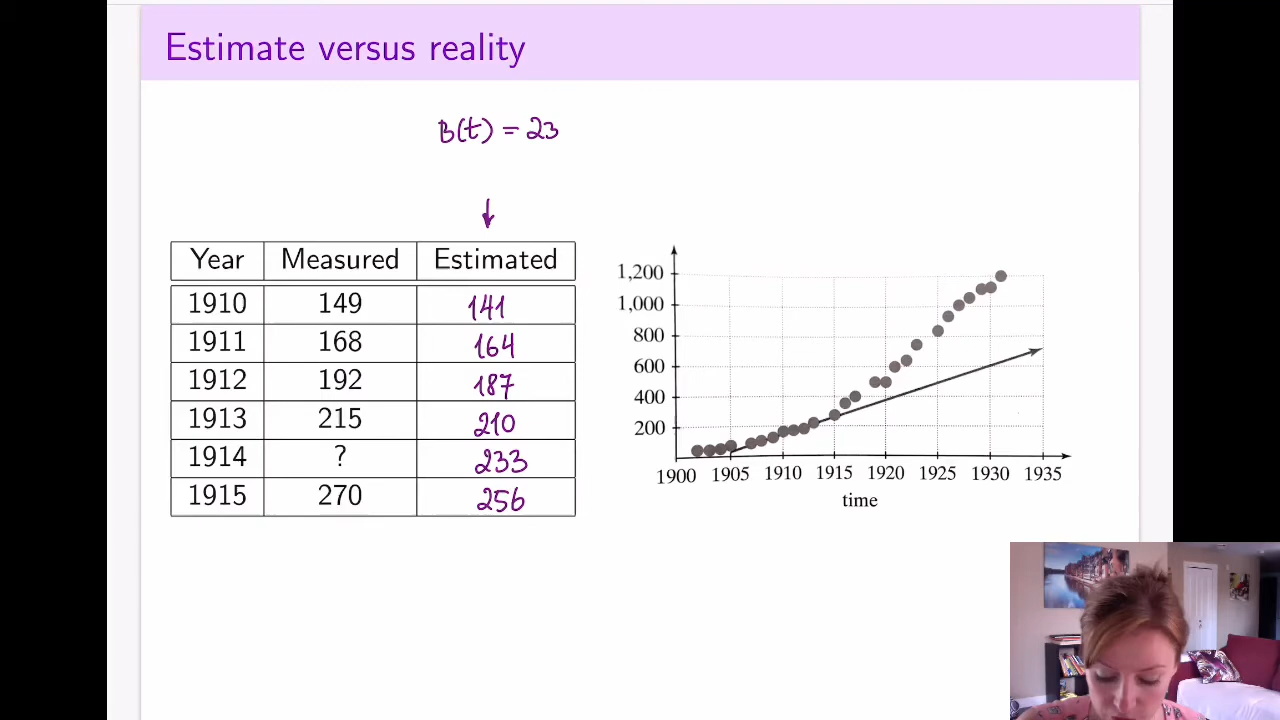 Estimate versus reality
B(t) = 23
Year Measured Estimated
1910 149 141
1911 168 164
1912 192 187
1913 215 210
1914 ? 233
1915 270 256
1,200
1,000
800
600
400
200
1900 1905 1910 1915 1920 1925 1930 1935
time